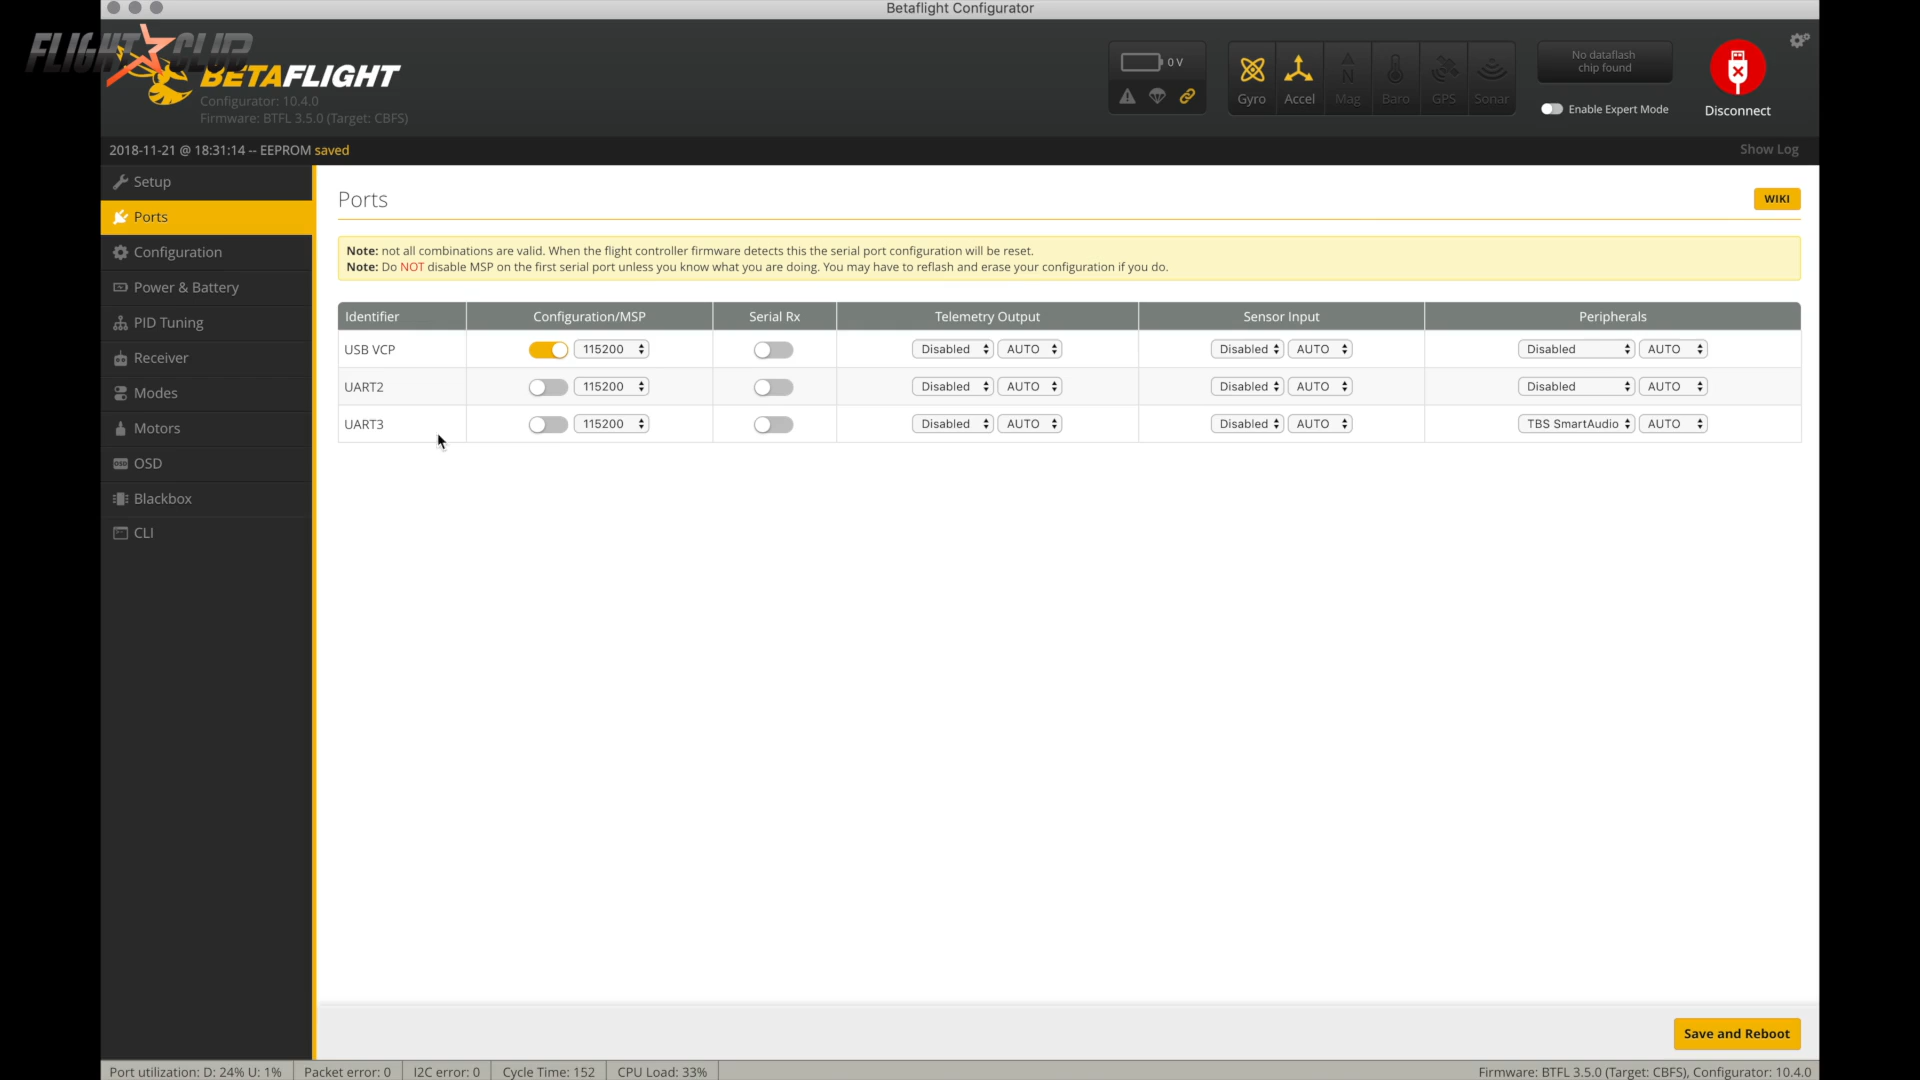 Betaflight Configurator
FLIGHT CLUB
BETAFLIGHT
Configurator: 10.4.0
Firmware: BTFL 3.5.0 (Target: CBFS)
0 V
Gyro
Accel
Mag
Baro
GPS
Sonar
No dataflash
chip found
Enable Expert Mode
Disconnect
2018-11-21 @ 18:31:14 -- EEPROM saved
Show Log
Setup
Ports
Configuration
Power & Battery
PID Tuning
Receiver
Modes
Motors
OSD
Blackbox
CLI
Ports
WIKI
Note: not all combinations are valid. When the flight controller firmware detects this the serial port configuration will be reset.
Note: Do NOT disable MSP on the first serial port unless you know what you are doing. You may have to reflash and erase your configuration if you do.
Identifier Configuration/MSP Serial Rx Telemetry Output Sensor Input Peripherals
USB VCP 115200 Disabled AUTO Disabled AUTO Disabled AUTO
UART2 115200 Disabled AUTO Disabled AUTO Disabled AUTO
UART3 115200 Disabled AUTO Disabled AUTO TBS SmartAudio AUTO
Save and Reboot
Port utilization: D: 24% U: 1% Packet error: 0 I2C error: 0 Cycle Time: 152 CPU Load: 33% Firmware: BTFL 3.5.0 (Target: CBFS), Configurator: 10.4.0